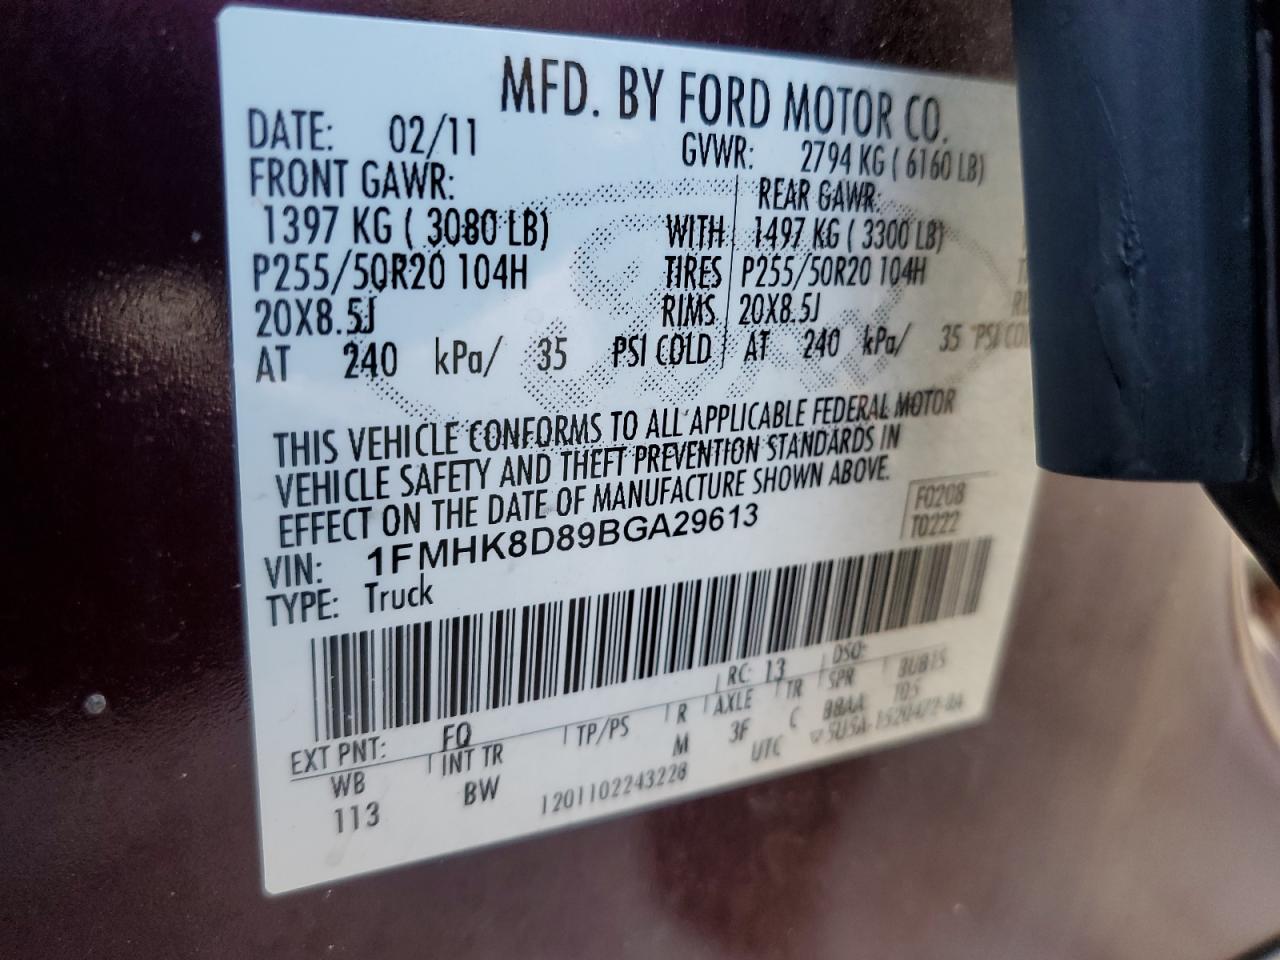 MFD. BY FORD MOTOR CO.
DATE: 02/11 GVWR: 2794 KG ( 6160 LB)
FRONT GAWR: REAR GAWR:
1397 KG ( 3080 LB) WITH 1497 KG ( 3300 LB)
P255/50R20 104H TIRES P255/50R20 104H
20X8.5J RIMS 20X8.5J
AT 240 kPa/ 35 PSI COLD AT 240 kPa/ 35 PSI COL
THIS VEHICLE CONFORMS TO ALL APPLICABLE FEDERAL MOTOR
VEHICLE SAFETY AND THEFT PREVENTION STANDARDS IN
EFFECT ON THE DATE OF MANUFACTURE SHOWN ABOVE.
F0208
T0222
VIN: 1FMHK8D89BGA29613
TYPE: Truck
RC: 13 DSO:
EXT PNT: FQ
WB INT TR TP/PS R AXLE TR SPR
113 BW M 3F C
1201102243228 UTC